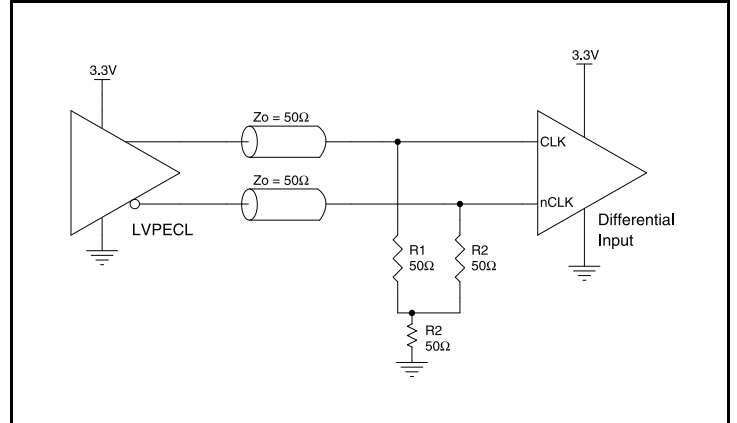 3.3V
3.3V
Zo = 50Ω
CLK
Zo = 50Ω
nCLK
LVPECL
Differential
Input
R1
50Ω
R2
50Ω
R2
50Ω